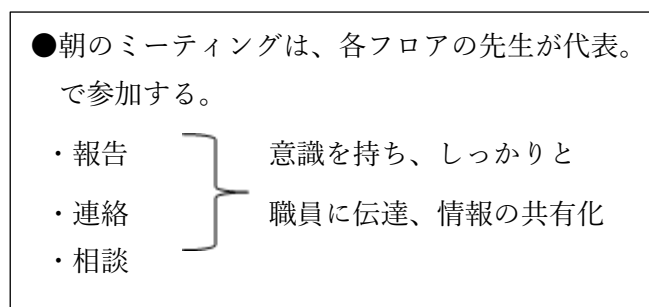 ●朝のミーティングは、各フロアの先生が代表。
で参加する。
・報告 意識を持ち、しっかりと
・連絡 職員に伝達、情報の共有化
・相談